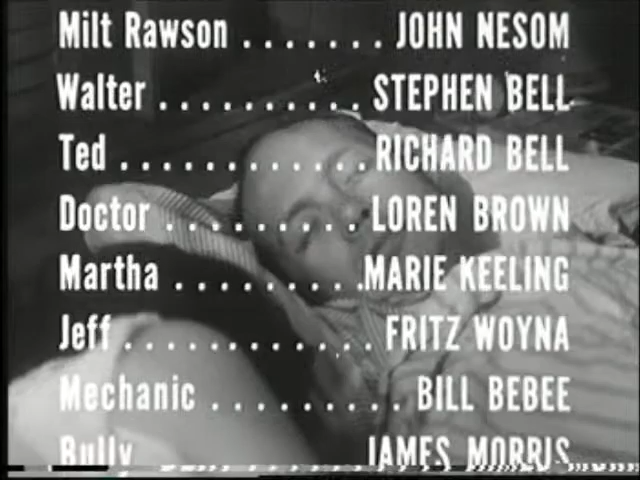 Milt Rawson . . . . . . . JOHN NESOM
Walter . . . . . . . . . . STEPHEN BELL
Ted . . . . . . . . . . . . RICHARD BELL
Doctor . . . . . . . . . LOREN BROWN
Martha . . . . . . . . . MARIE KEELING
Jeff . . . . . . . . . . . . FRITZ WOYNA
Mechanic . . . . . . . . . BILL BEBEE
Bully . . . . . . . . . . . JAMES MORRIS